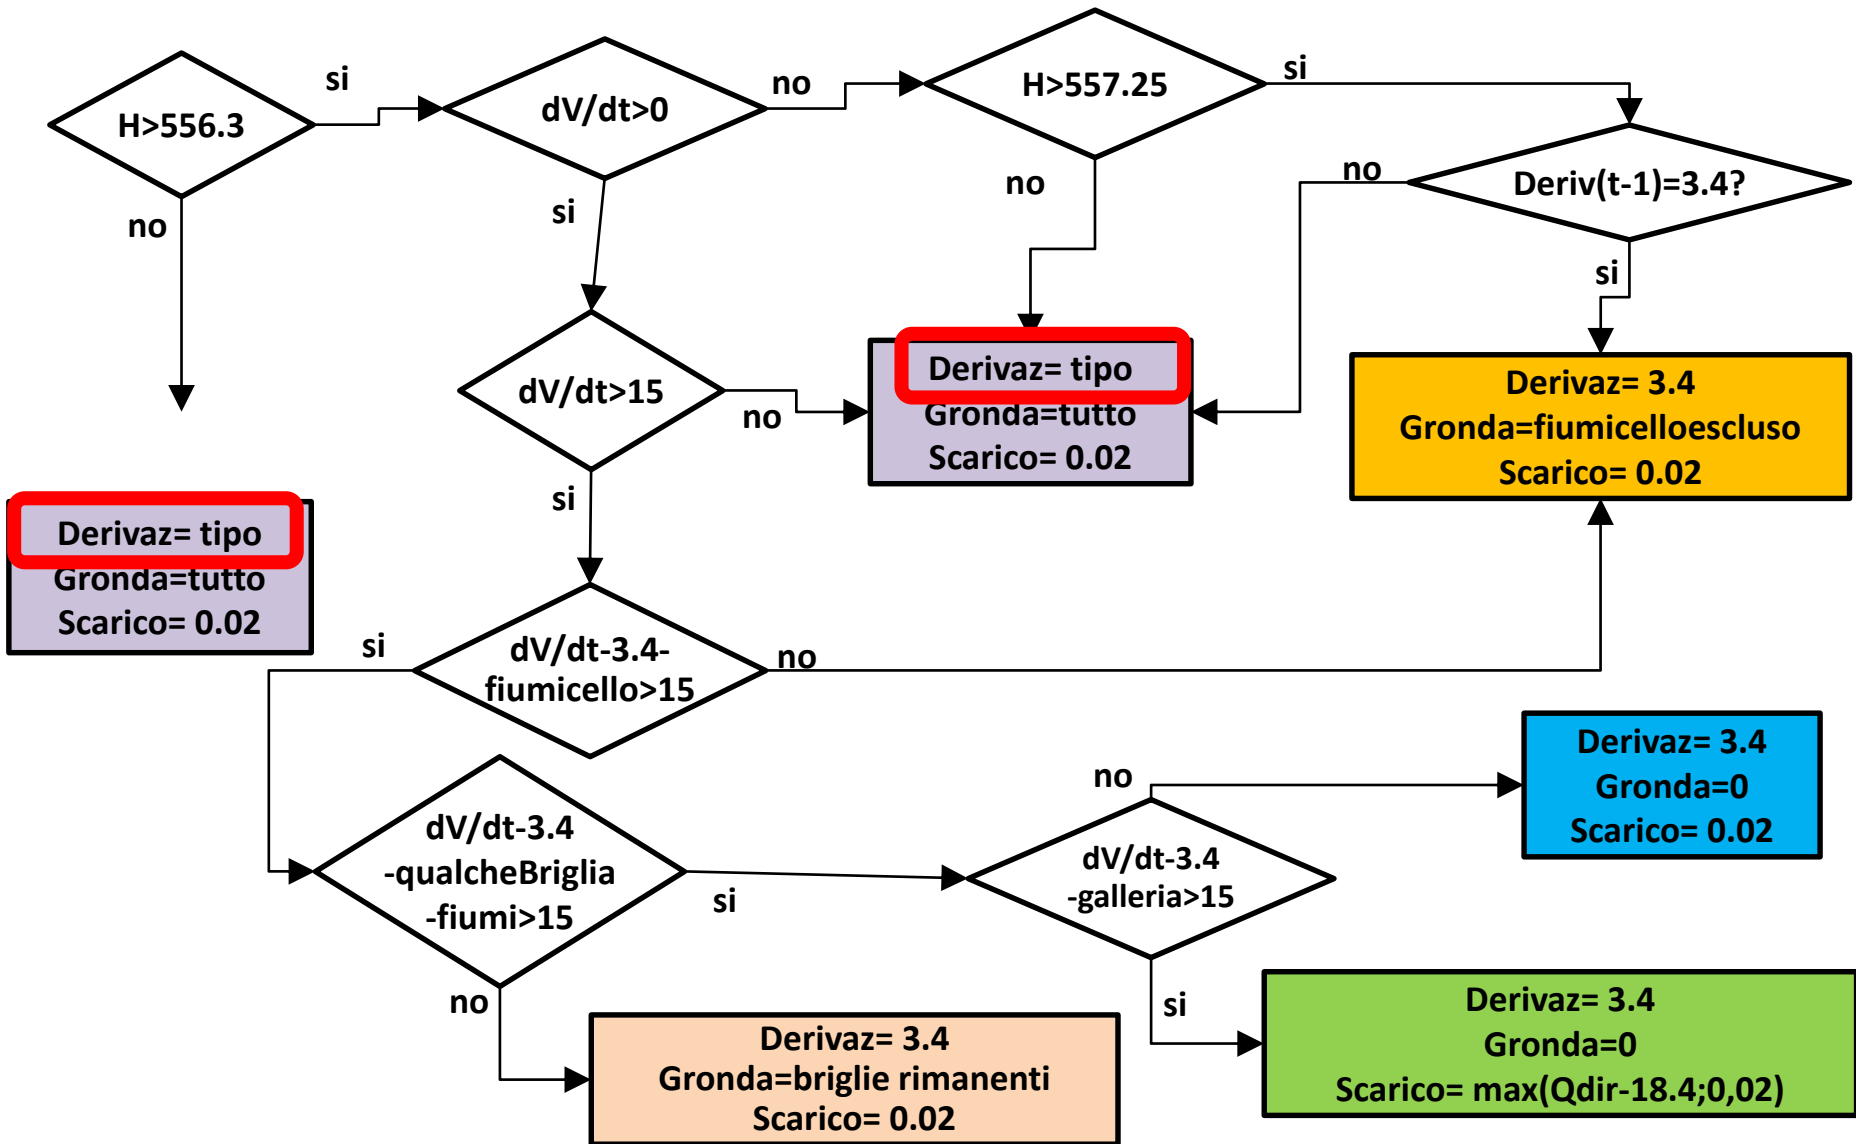 H>556.3
si
no
dV/dt>0
no
si
H>557.25
si
no
Deriv(t-1)=3.4?
no
si
dV/dt>15
no
si
Derivaz= tipo
Gronda=tutto
Scarico= 0.02
Derivaz= 3.4
Gronda=fiumicelloescluso
Scarico= 0.02
Derivaz= tipo
Gronda=tutto
Scarico= 0.02
dV/dt-3.4-
fiumicello>15
si
no
dV/dt-3.4
-qualcheBriglia
-fiumi>15
si
no
dV/dt-3.4
-galleria>15
no
si
Derivaz= 3.4
Gronda=0
Scarico= 0.02
Derivaz= 3.4
Gronda=briglie rimanenti
Scarico= 0.02
Derivaz= 3.4
Gronda=0
Scarico= max(Qdir-18.4;0,02)